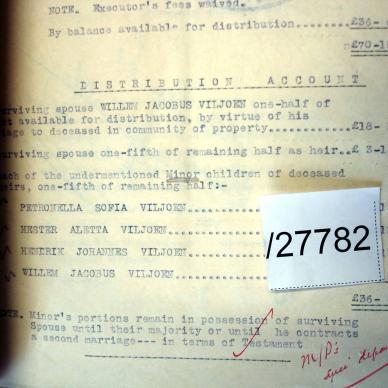 NOTE. Executor's fees waived.
By balance available for distribution.......£36-
£70-1
DISTRIBUTION ACCOUNT
surviving spouse WILLEM JACOBUS VILJOEN one-half of
available for distribution, by virtue of his
marriage to deceased in community of property........£18-
surviving spouse one-fifth of remaining half as heir..£ 3-1
each of the undermentioned Minor children of deceased
heirs, one-fifth of remaining half:-
PETRONELLA SOFIA VILJOEN
HESTER ALETTA VILJOEN
HENDRIK JOHANNES VILJOEN
WILLEM JACOBUS VILJOEN
/27782
£36-
NOTE. Minor's portions remain in possession of surviving
Spouse until their majority or until he contracts
a second marriage--- in terms of Testament
M/P's